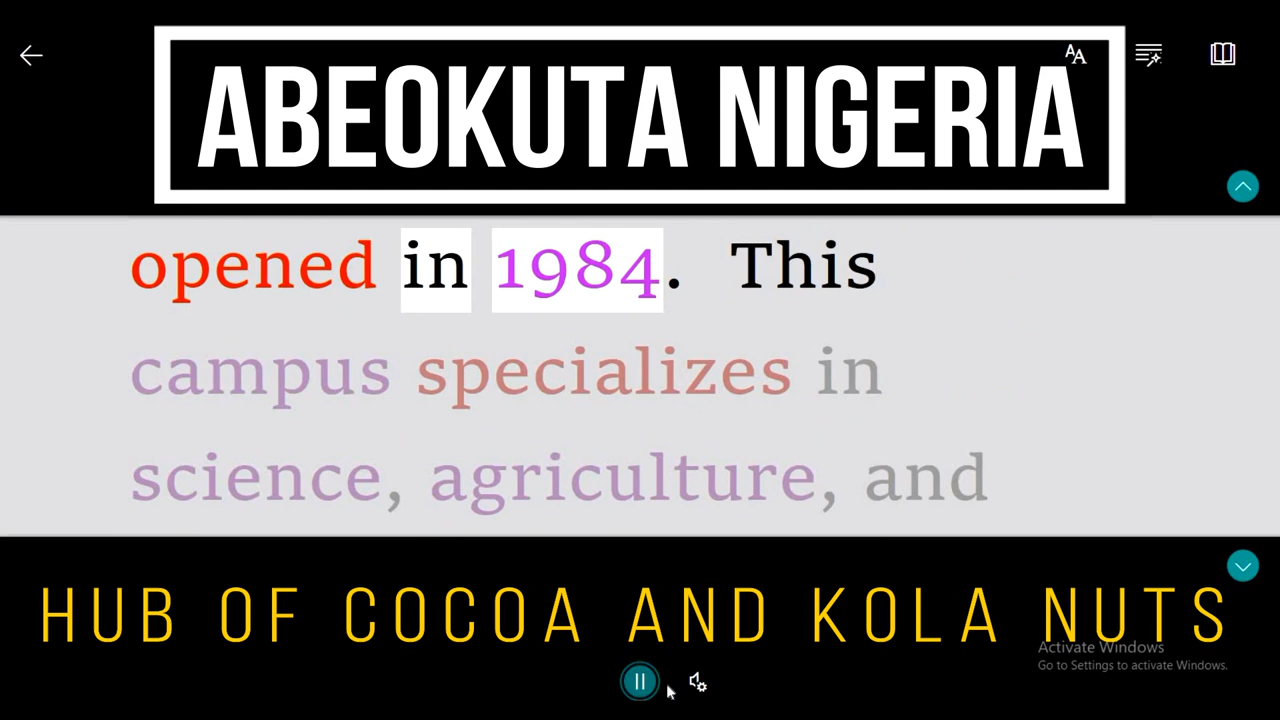 ABEOKUTA NIGERIA
opened in 1984. This
campus specializes in
science, agriculture, and
HUB OF COCOA AND KOLA NUTS
Activate Windows
Go to Settings to activate Windows.